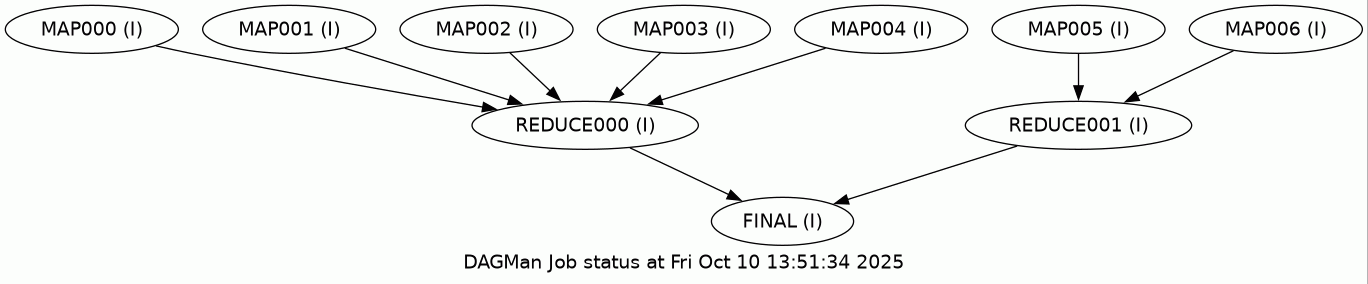 MAP000 (I) MAP001 (I) MAP002 (I) MAP003 (I) MAP004 (I) MAP005 (I) MAP006 (I)
REDUCE000 (I) REDUCE001 (I)
FINAL (I)
DAGMan Job status at Fri Oct 10 13:51:34 2025